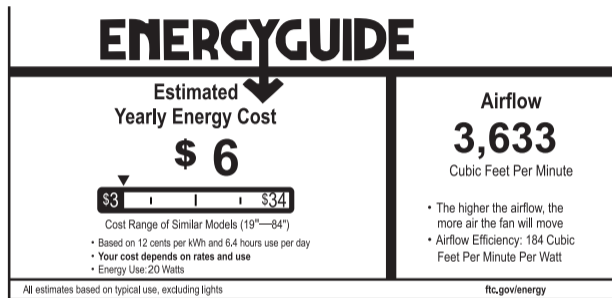 ENERGYGUIDE
Estimated
Yearly Energy Cost
$ 6
$3 $34
Cost Range of Similar Models (19"—84")
• Based on 12 cents per kWh and 6.4 hours use per day
• Your cost depends on rates and use
• Energy Use: 20 Watts
Airflow
3,633
Cubic Feet Per Minute
• The higher the airflow, the
more air the fan will move
• Airflow Efficiency: 184 Cubic
Feet Per Minute Per Watt
All estimates based on typical use, excluding lights
ftc.gov/energy